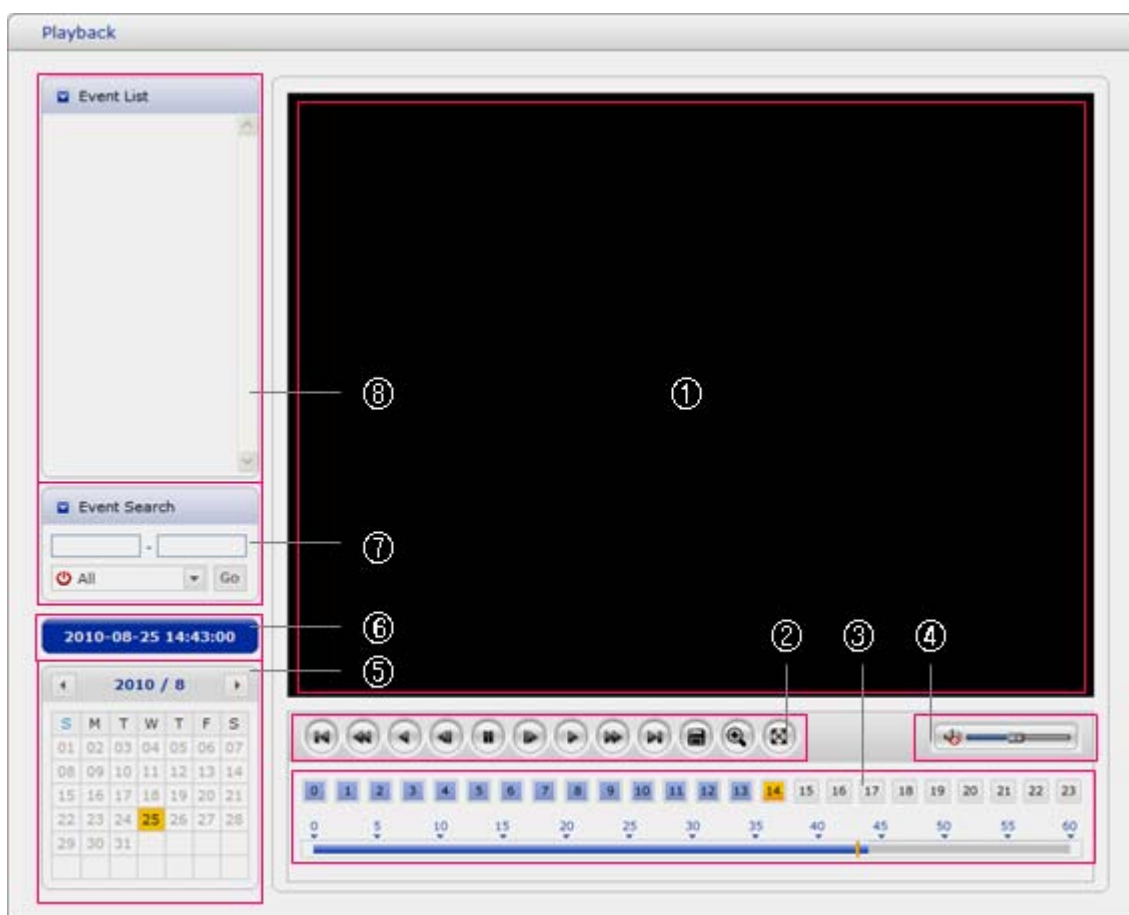 Playback
Event List
⑧
①
Event Search
-
⑦
All
Go
2010-08-25 14:43:00
⑥
②
③
④
⑤
2010 / 8
S M T W T F S
01 02 03 04 05 06 07
08 09 10 11 12 13 14
15 16 17 18 19 20 21
22 23 24 25 26 27 28
29 30 31
0 1 2 3 4 5 6 7 8 9 10 11 12 13 14 15 16 17 18 19 20 21 22 23
0 5 10 15 20 25 30 35 40 45 50 55 60